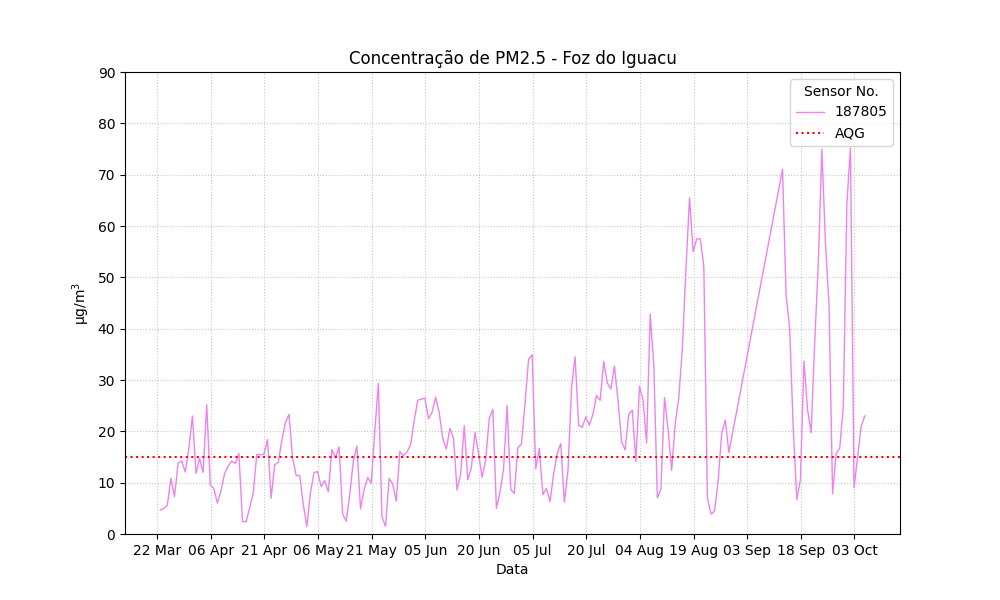 Concentração de PM2.5 - Foz do Iguacu
Sensor No.
187805
AQG
µg/m³
90
80
70
60
50
40
30
20
10
0
22 Mar 06 Apr 21 Apr 06 May 21 May 05 Jun 20 Jun 05 Jul 20 Jul 04 Aug 19 Aug 03 Sep 18 Sep 03 Oct
Data